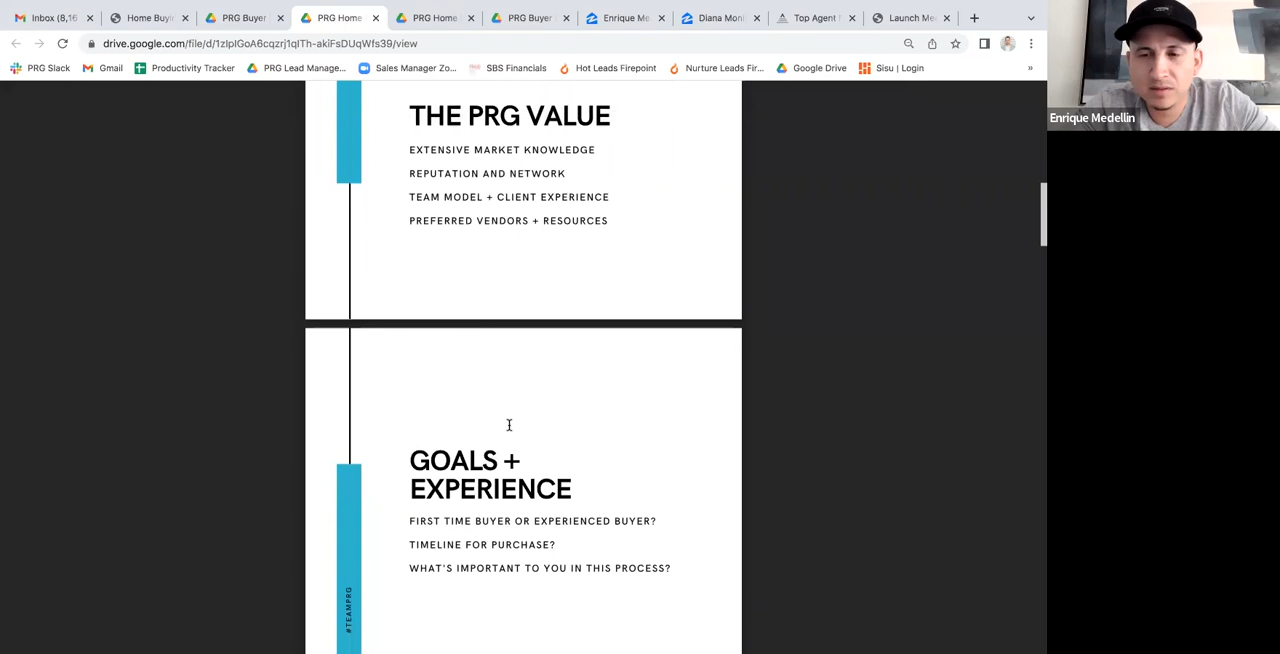 Inbox (8,16
Home Buyi
PRG Buyer
PRG Home
PRG Home
PRG Buyer
Enrique Me
Diana Mon
Top Agent
Launch Me
drive.google.com/file/d/1zIpIGoA6cqzrj1qITh-akiFsDUqWfs39/view
PRG Slack
Gmail
Productivity Tracker
PRG Lead Manage...
Sales Manager Zo...
SBS Financials
Hot Leads Firepoint
Nurture Leads Fir...
Google Drive
Sisu | Login
»
Enrique Medellin
THE PRG VALUE
EXTENSIVE MARKET KNOWLEDGE
REPUTATION AND NETWORK
TEAM MODEL + CLIENT EXPERIENCE
PREFERRED VENDORS + RESOURCES
GOALS +
EXPERIENCE
FIRST TIME BUYER OR EXPERIENCED BUYER?
TIMELINE FOR PURCHASE?
WHAT'S IMPORTANT TO YOU IN THIS PROCESS?
#TEAMPRG